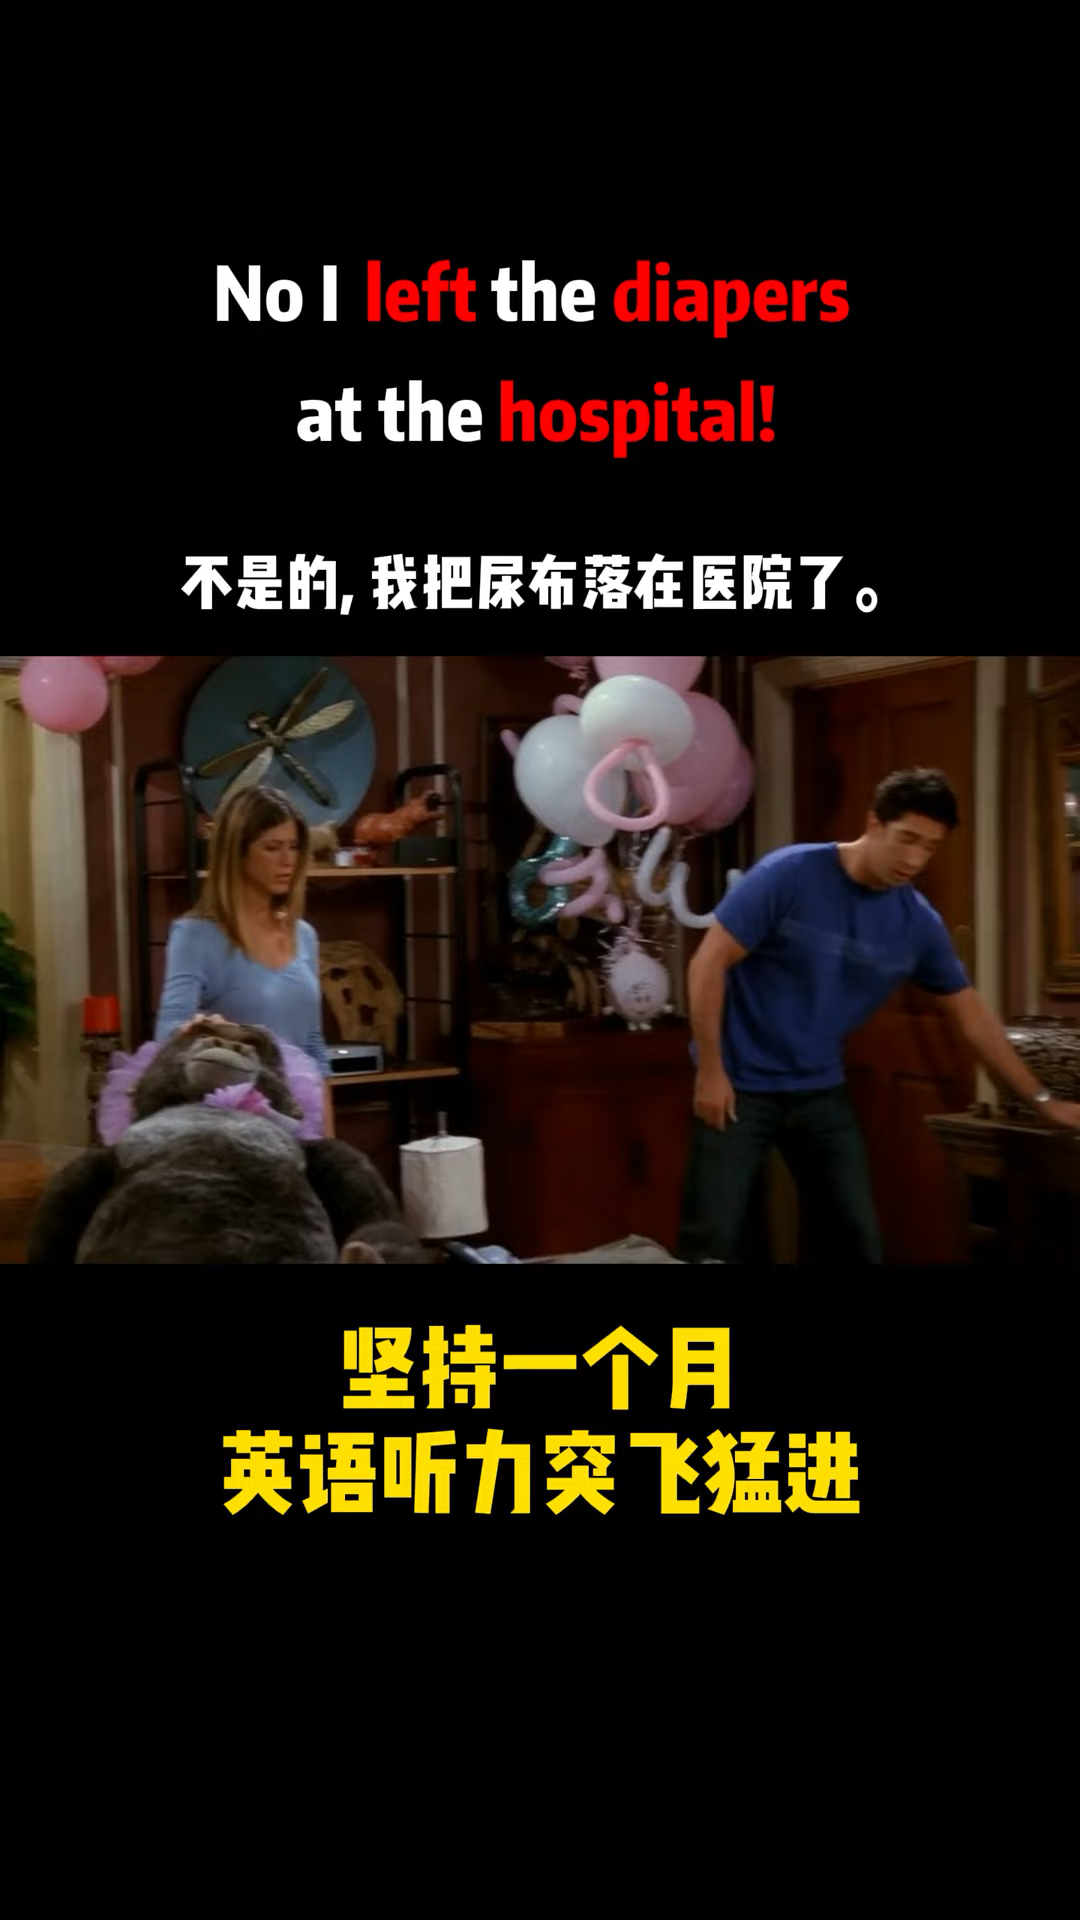 No I left the diapers
at the hospital!
不是的, 我把尿布落在医院了。
坚持一个月
英语听力突飞猛进